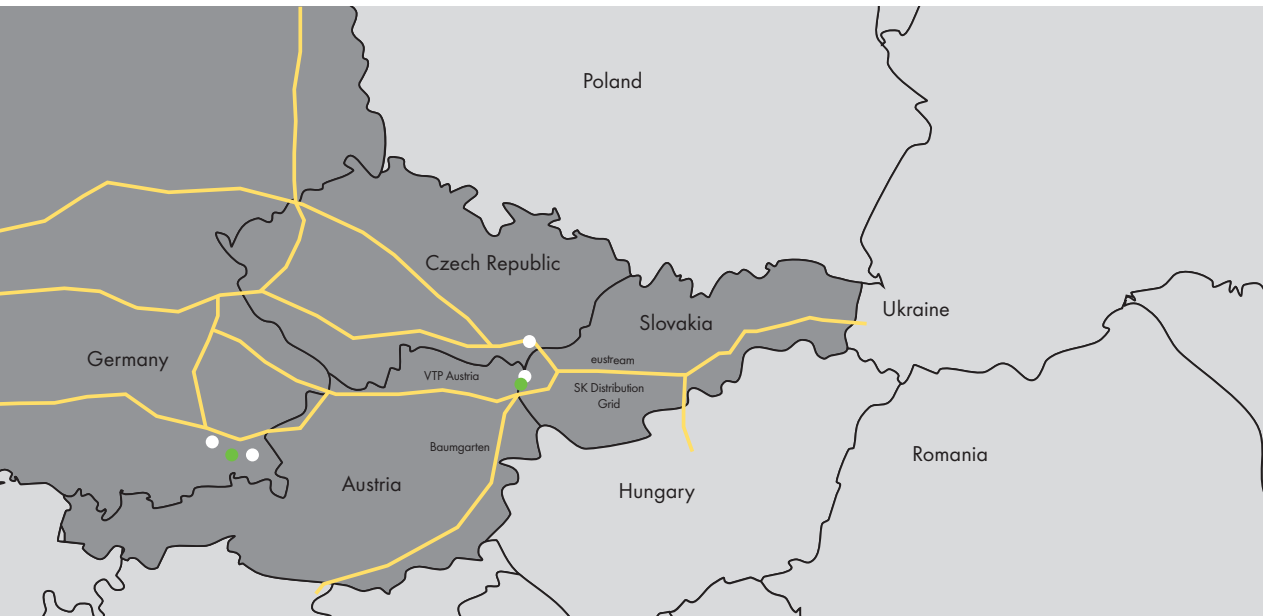 Poland
Czech Republic
Slovakia
Ukraine
Germany
eustream
VTP Austria
SK Distribution
Grid
Baumgarten
Romania
Austria
Hungary